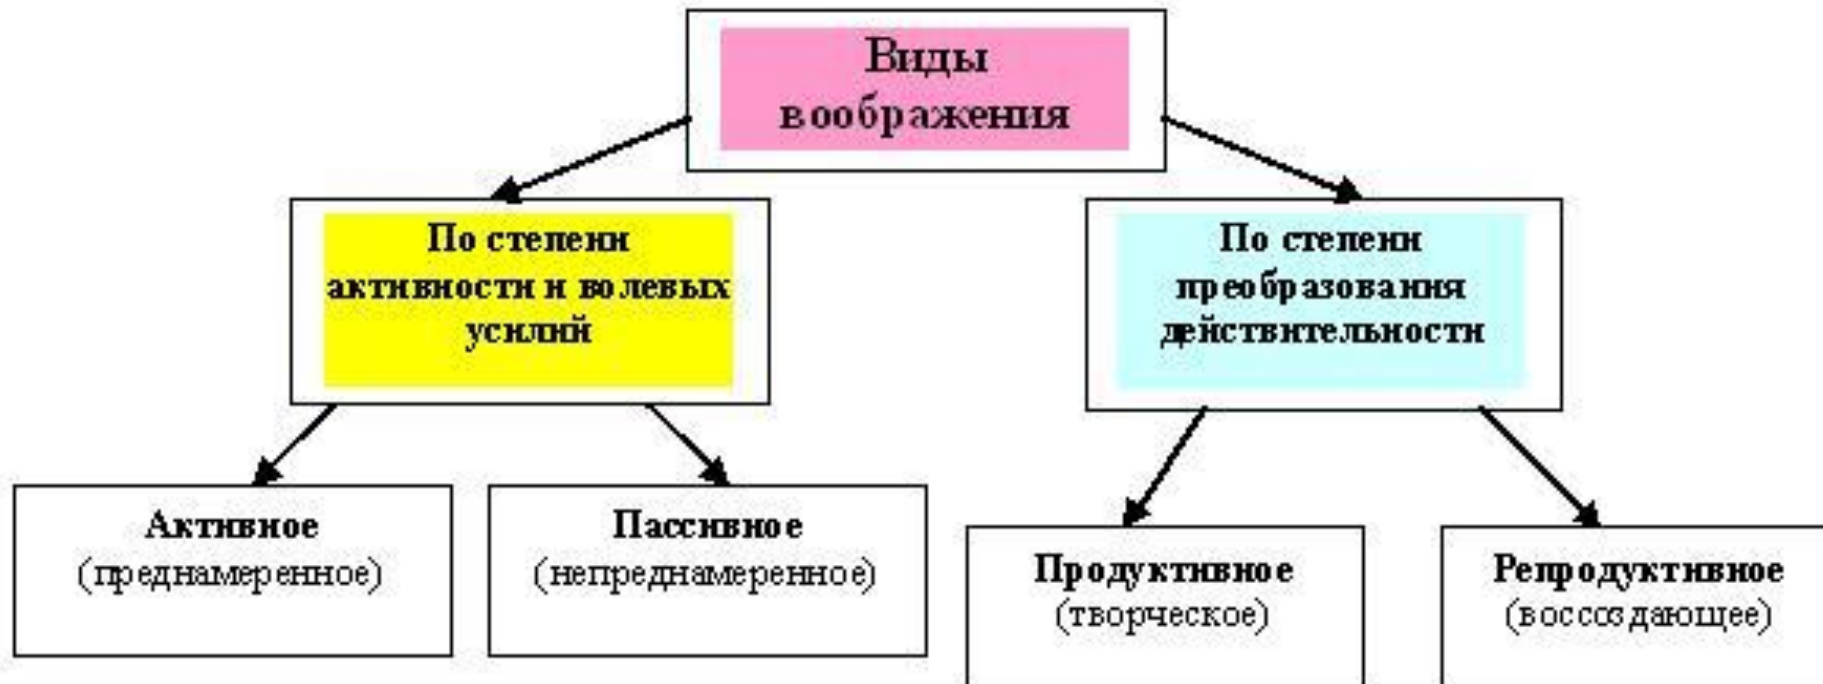 Виды
воображения
По степени
активности и волевых
усилий
По степени
преобразования
действительности
Активное
(преднамеренное)
Пассивное
(непреднамеренное)
Продуктивное
(творческое)
Репродуктивное
(воссоздающее)